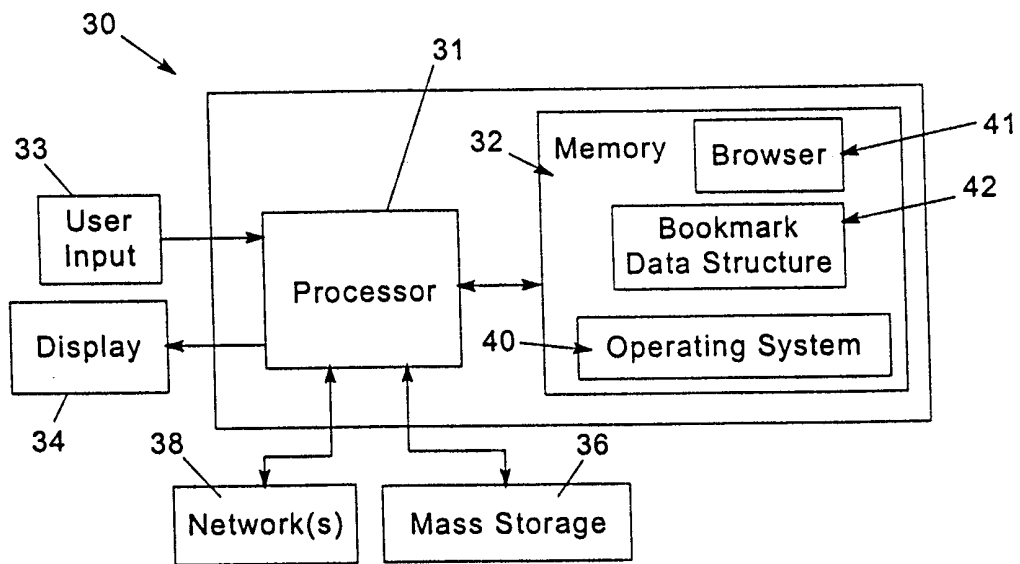 30
31
33
32
Memory
Browser
41
User
Input
42
Bookmark
Data Structure
Processor
Display
40
Operating System
34
38
36
Network(s)
Mass Storage